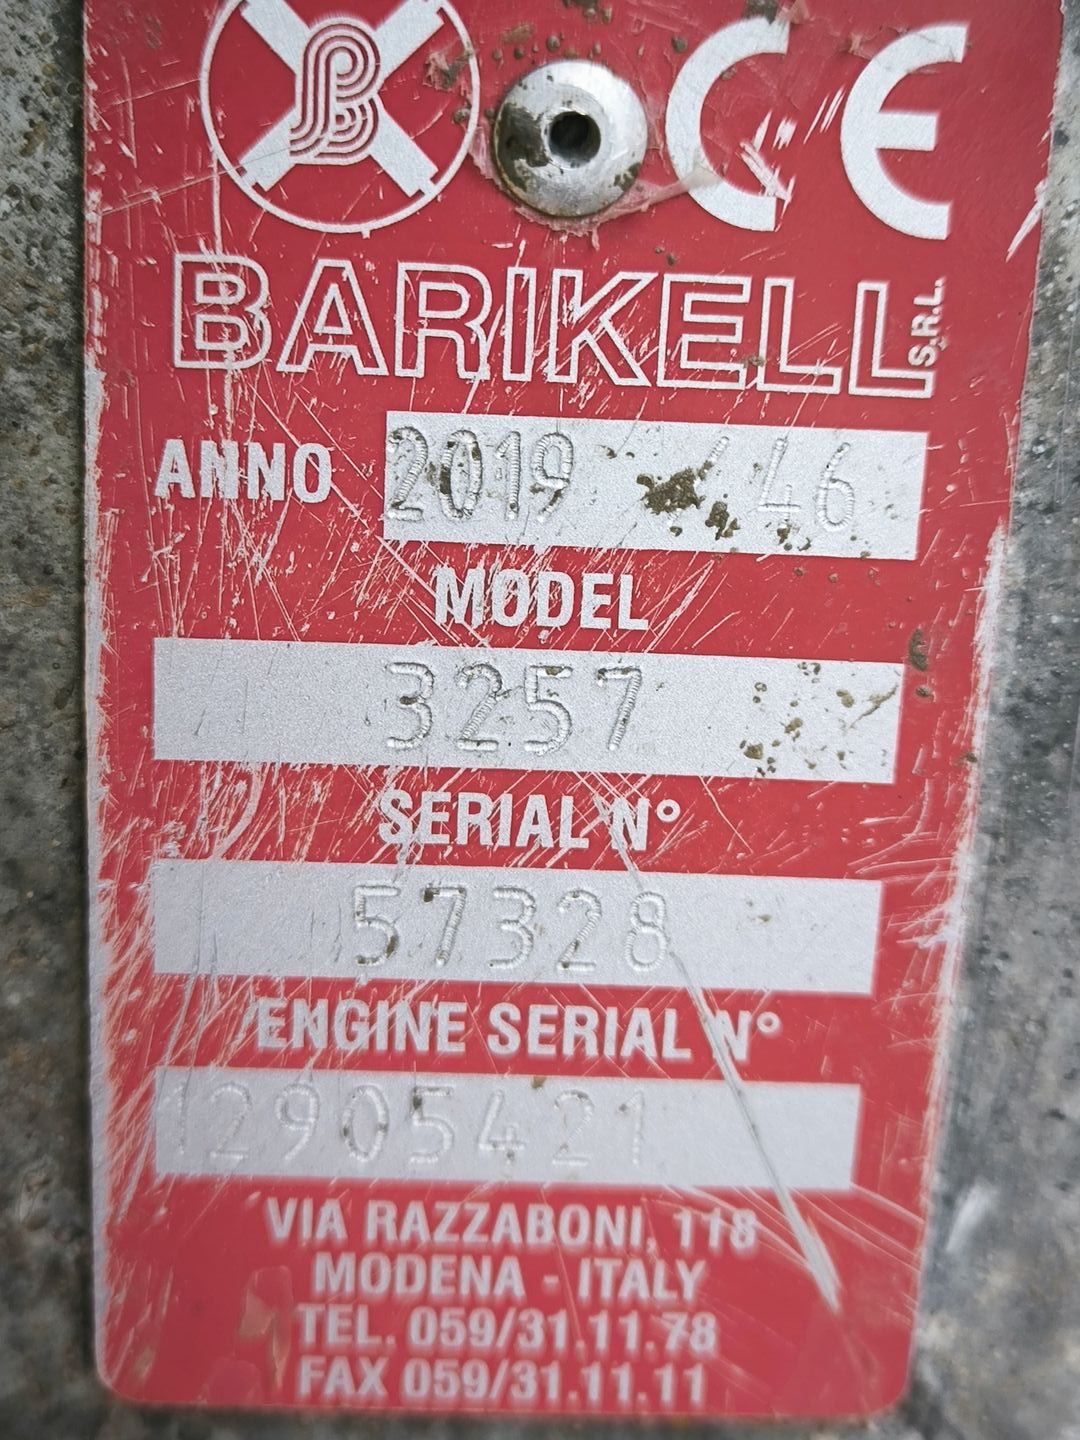 B
CE
BARIKELL S.R.L.
ANNO 2019 / 46
MODEL
3257
SERIAL N°
57328
ENGINE SERIAL N°
12905421
VIA RAZZABONI, 118
MODENA - ITALY
TEL. 059/31.11.78
FAX 059/31.11.11